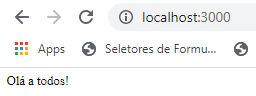 localhost:3000
Apps Seletores de Formu...
Olá a todos!